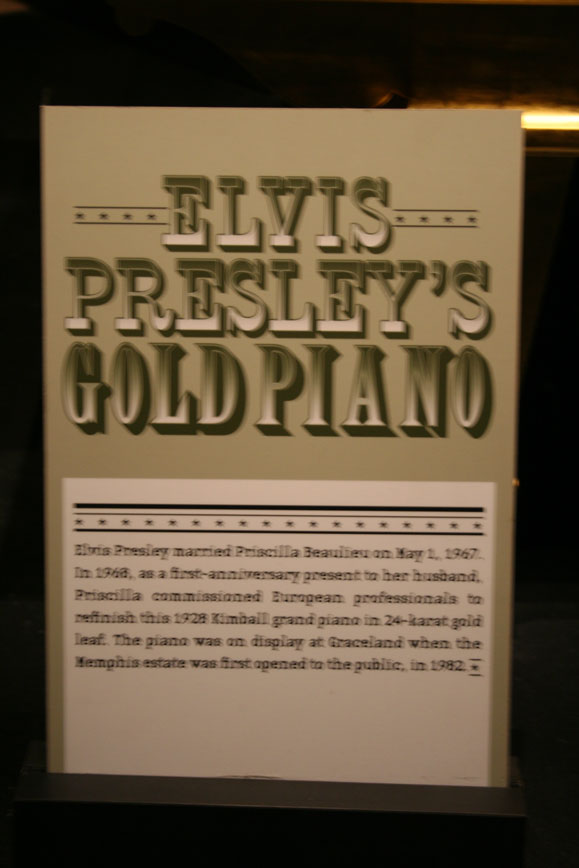 ELVIS
PRESLEY'S
GOLD PIANO
Elvis Presley married Priscilla Beaulieu on May 1, 1967.
In 1968, as a first-anniversary present to her husband,
Priscilla commissioned European professionals to
refinish this 1928 Kimball grand piano in 24-karat gold
leaf. The piano was on display at Graceland when the
Memphis estate was first opened to the public, in 1982.